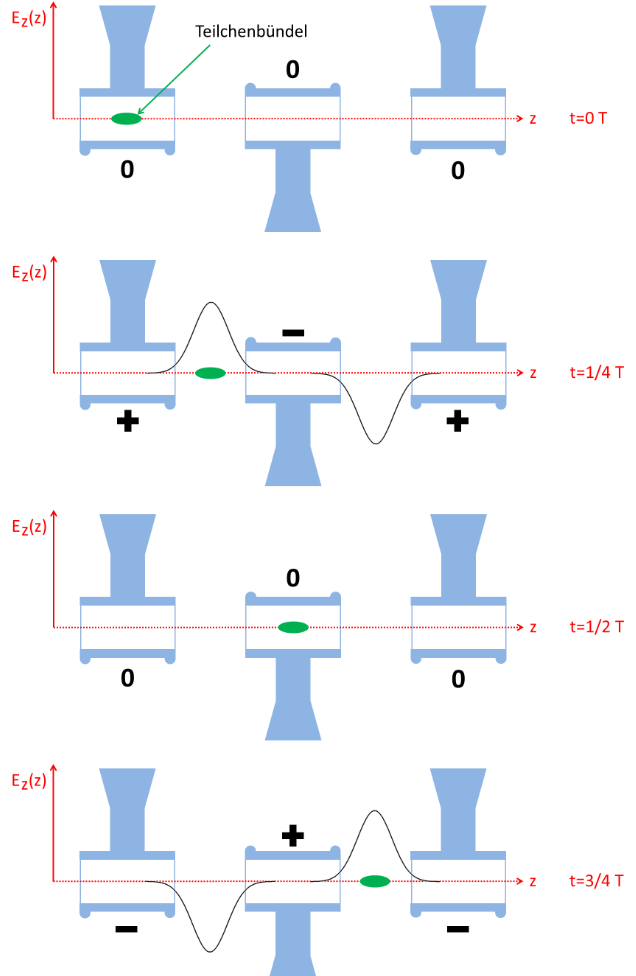 Teilchenbündel
E_Z(z)
0
z
t=0 T
0
0
E_Z(z)
−
z
t=1/4 T
+
+
E_Z(z)
0
z
t=1/2 T
0
0
E_Z(z)
+
z
t=3/4 T
−
−